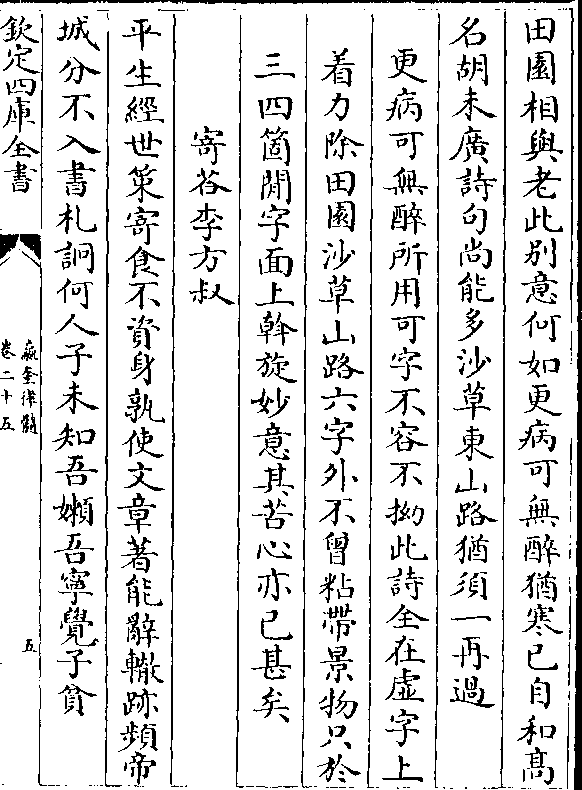 田園相與老此別意何如更病可無醉猶寒已自和髙
名胡未廣詩句尚能多沙草東山路猶須一再過
更病可無醉所用可字不容不拗此詩全在虚字上
着力除田園沙草山路六字外不曽粘帶景物只於
三四箇閒字面上斡旋妙意其苦心亦已甚矣
寄荅李方叔
平生經世策寄食不資身孰使文章著能辭轍跡頻帝
城分不入書札詗何人子未知吾嬾吾寧覺子貧
欽定四庫全書
瀛奎律髓
卷二十五
五